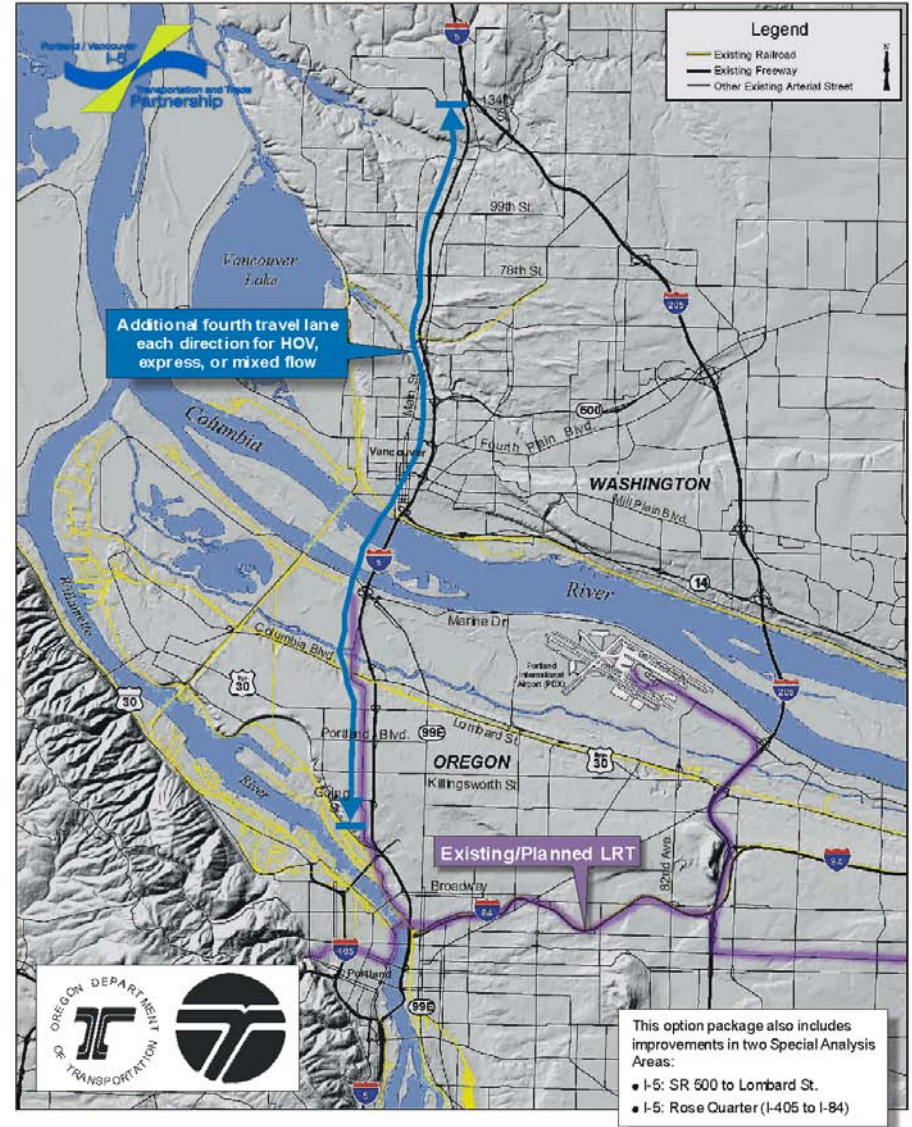 Portland / Vancouver
I-5
Transportation and Trade
Partnership
5
Legend
Existing Railroad
Existing Freeway
Other Existing Arterial Street
N
134th
St.
99th St.
Vancouver
Lake
78th St.
205
Additional fourth travel lane
each direction for HOV,
express, or mixed flow
Main St.
500
Columbia
Fourth Plain Blvd.
Vancouver
WASHINGTON
Mill Plain Blvd.
5
14
River
Willamette
Marine Dr.
Columbia Blvd.
Portland
International
Airport (PDX)
30
30
205
Portland Blvd.
99E
Lombard St.
OREGON
30
River
Killingsworth St
Going
Existing/Planned LRT
82nd Ave
84
Broadway
84
405
Portland
99E
5
OREGON DEPARTMENT
OF TRANSPORTATION
This option package also includes
improvements in two Special Analysis
Areas:
• I-5: SR 500 to Lombard St.
• I-5: Rose Quarter (I-405 to I-84)